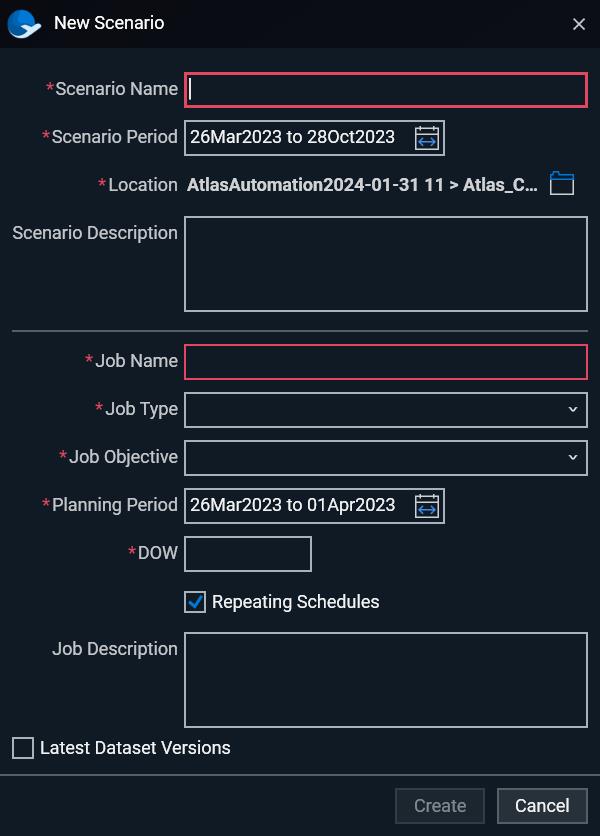 New Scenario
*Scenario Name
*Scenario Period 26Mar2023 to 28Oct2023
*Location AtlasAutomation2024-01-31 11 > Atlas_C...
Scenario Description
*Job Name
*Job Type
*Job Objective
*Planning Period 26Mar2023 to 01Apr2023
*DOW
Repeating Schedules
Job Description
Latest Dataset Versions
Create Cancel